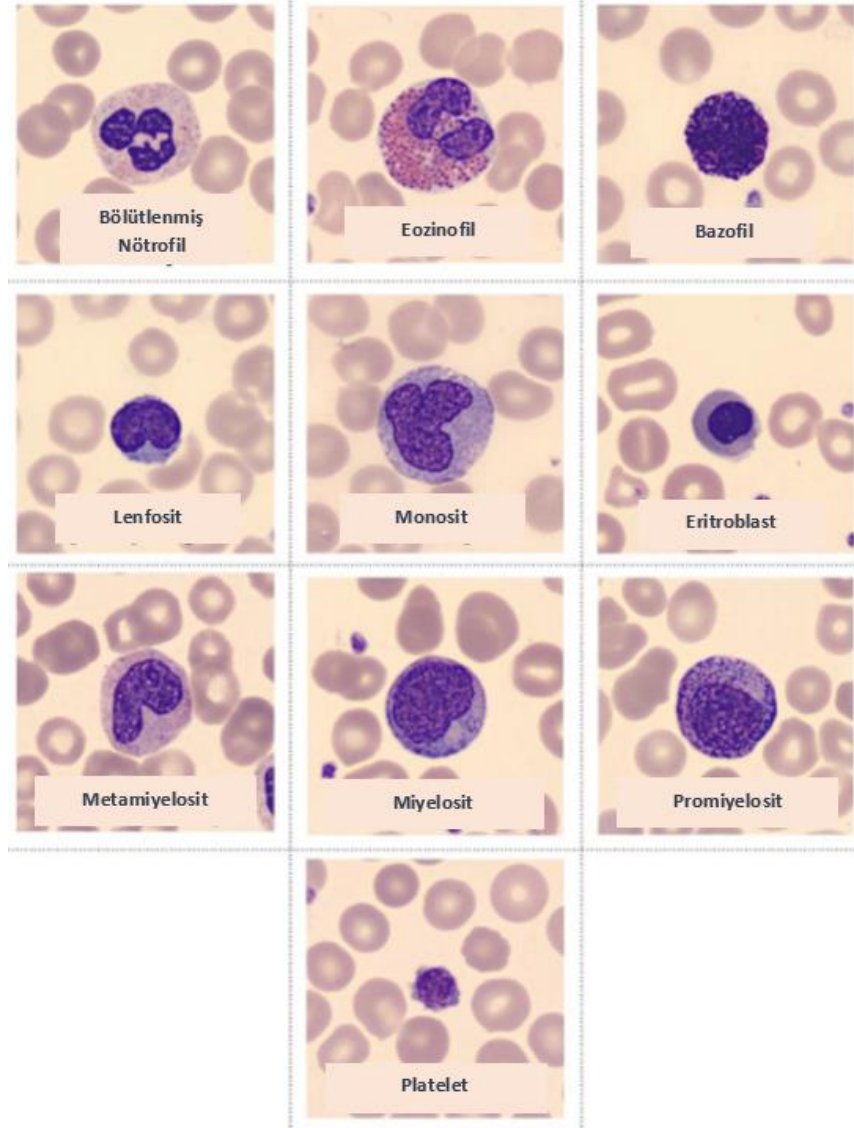 Bölütlenmiş
Nötrofil
Eozinofil
Bazofil
Lenfosit
Monosit
Eritroblast
Metamiyelosit
Miyelosit
Promiyelosit
Platelet